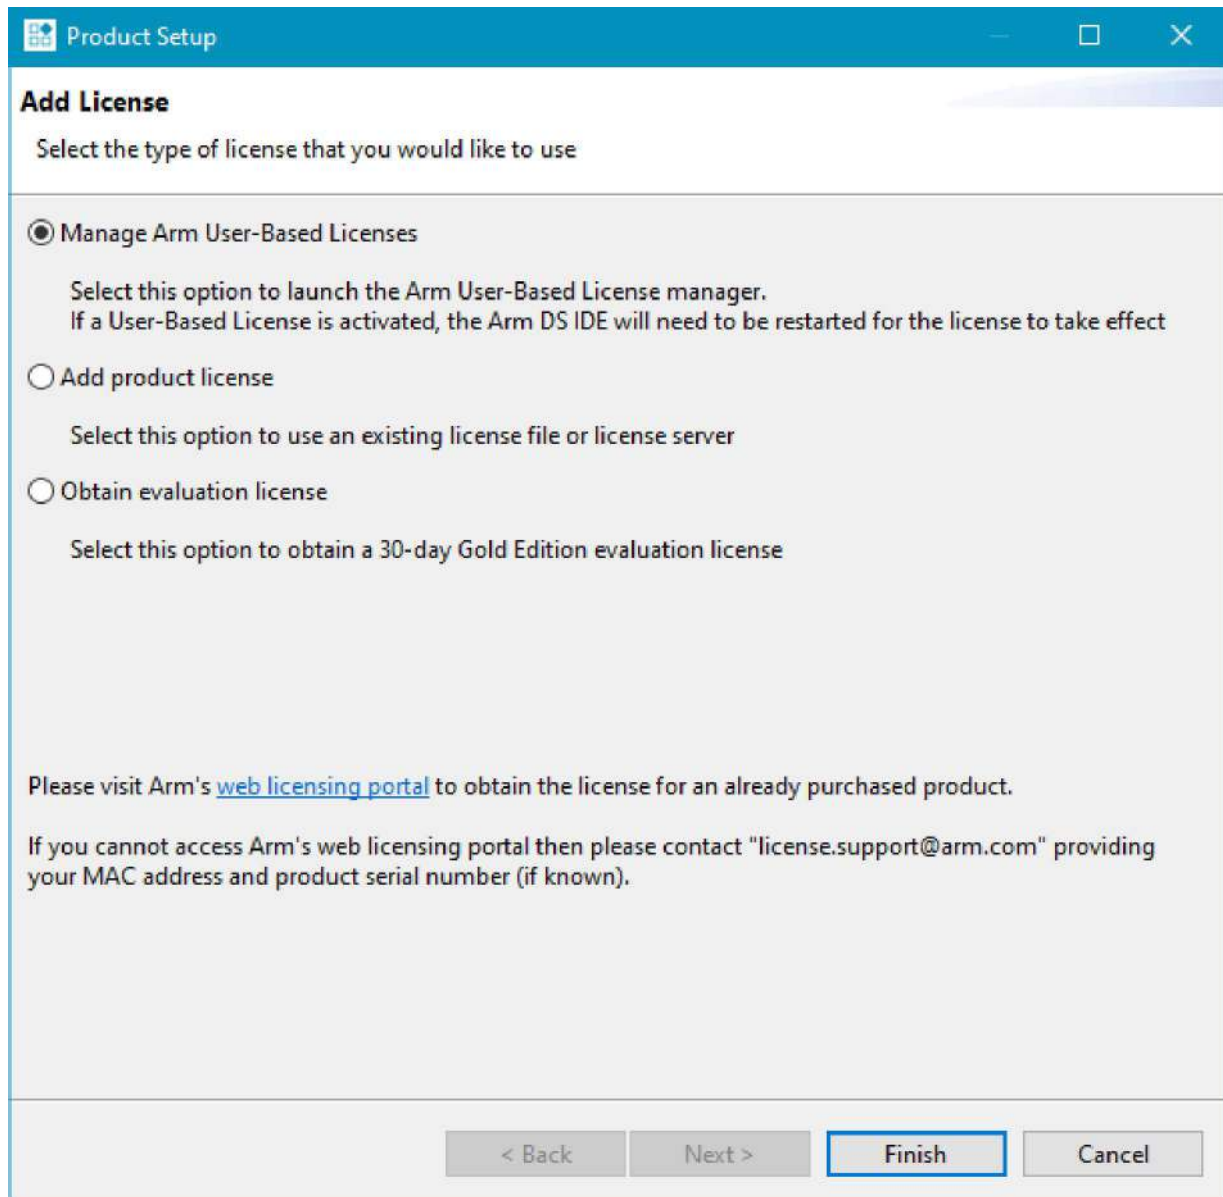 Product Setup
Add License
Select the type of license that you would like to use
Manage Arm User-Based Licenses
Select this option to launch the Arm User-Based License manager.
If a User-Based License is activated, the Arm DS IDE will need to be restarted for the license to take effect
Add product license
Select this option to use an existing license file or license server
Obtain evaluation license
Select this option to obtain a 30-day Gold Edition evaluation license
Please visit Arm's web licensing portal to obtain the license for an already purchased product.
If you cannot access Arm's web licensing portal then please contact "license.support@arm.com" providing
your MAC address and product serial number (if known).
< Back Next > Finish Cancel